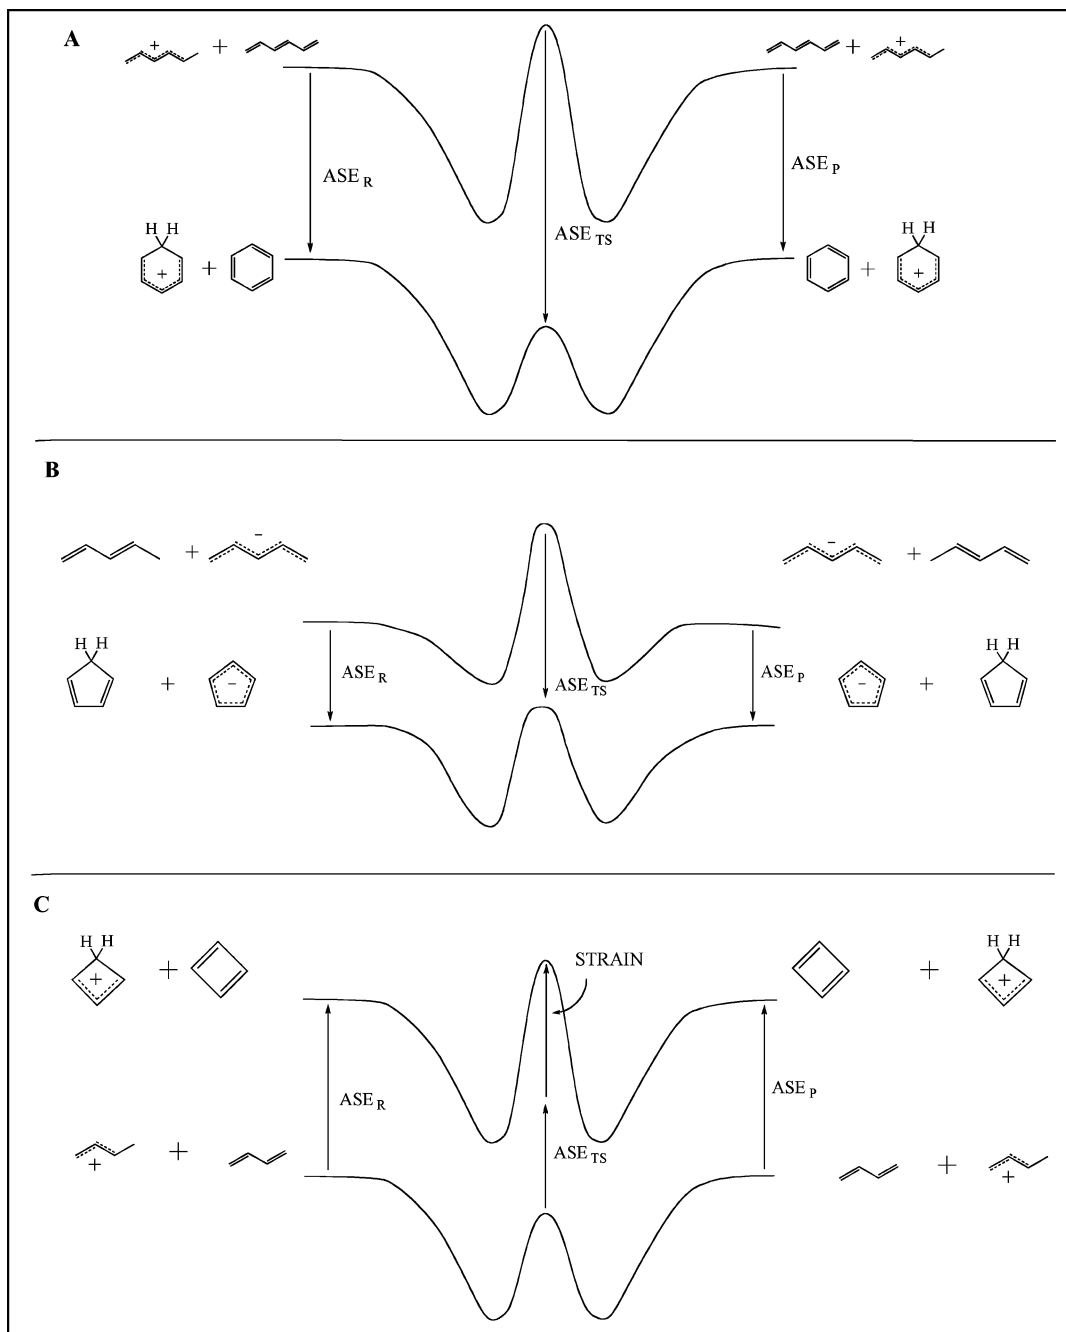 A
+ + + +
ASE R
ASE TS
ASE P
H H H H
+ + + +
B
− −
+ +
H H H H
ASE R
ASE TS
ASE P
− + − +
C
H H H H
STRAIN
+ + + +
ASE R
ASE TS
ASE P
+ + + +